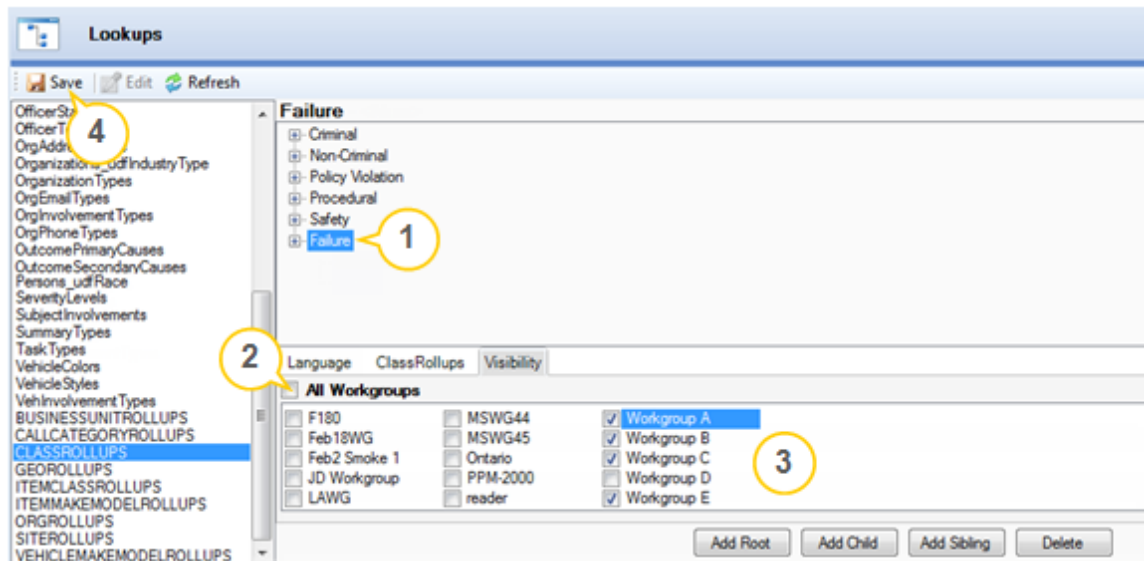 Lookups
Save Edit Refresh
4
OfficerSta
OfficerT
OrgAddre
Organizations_udfIndustryType
OrganizationTypes
OrgEmailTypes
OrgInvolvementTypes
OrgPhoneTypes
OutcomePrimaryCauses
OutcomeSecondaryCauses
Persons_udfRace
SeverityLevels
SubjectInvolvements
SummaryTypes
TaskTypes
VehicleColors
VehicleStyles
VehInvolvementTypes
BUSINESSUNITROLLUPS
CALLCATEGORYROLLUPS
CLASSROLLUPS
GEOROLLUPS
ITEMCLASSROLLUPS
ITEMMAKEMODELROLLUPS
ORGROLLUPS
SITEROLLUPS
VEHICLEMAKEMODELROLLUPS
Failure
Criminal
Non-Criminal
Policy Violation
Procedural
Safety
Failure
1
2
Language ClassRollups Visibility
All Workgroups
F180 MSWG44 Workgroup A
Feb18WG MSWG45 Workgroup B
Feb2 Smoke 1 Ontario Workgroup C
JD Workgroup PPM-2000 Workgroup D
LAWG reader Workgroup E
3
Add Root Add Child Add Sibling Delete